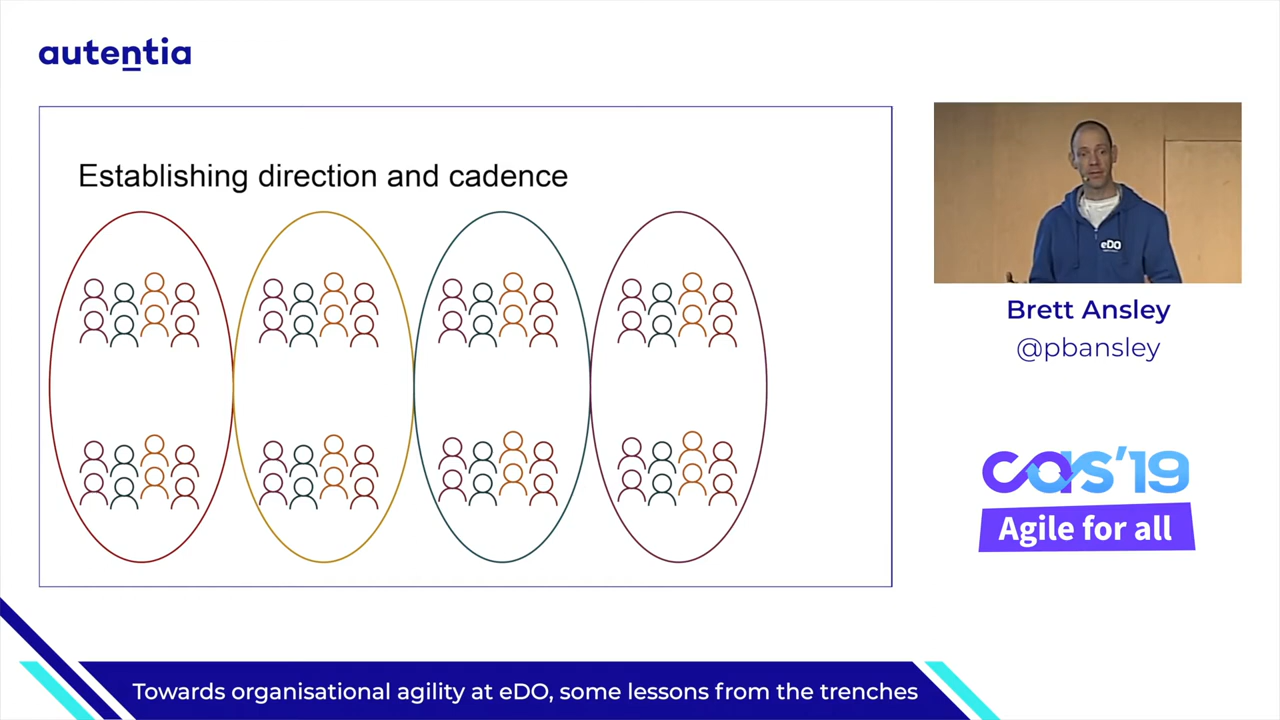 autentia
Establishing direction and cadence
eDO
Brett Ansley
@pbansley
cas'19
Agile for all
Towards organisational agility at eDO, some lessons from the trenches